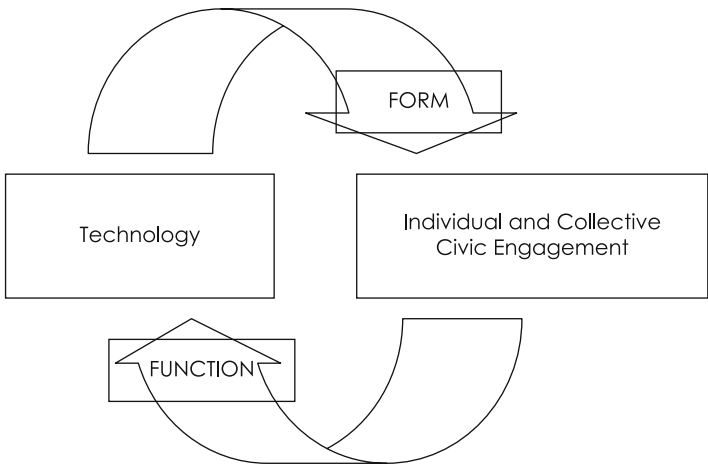 FORM
Technology
Individual and Collective
Civic Engagement
FUNCTION